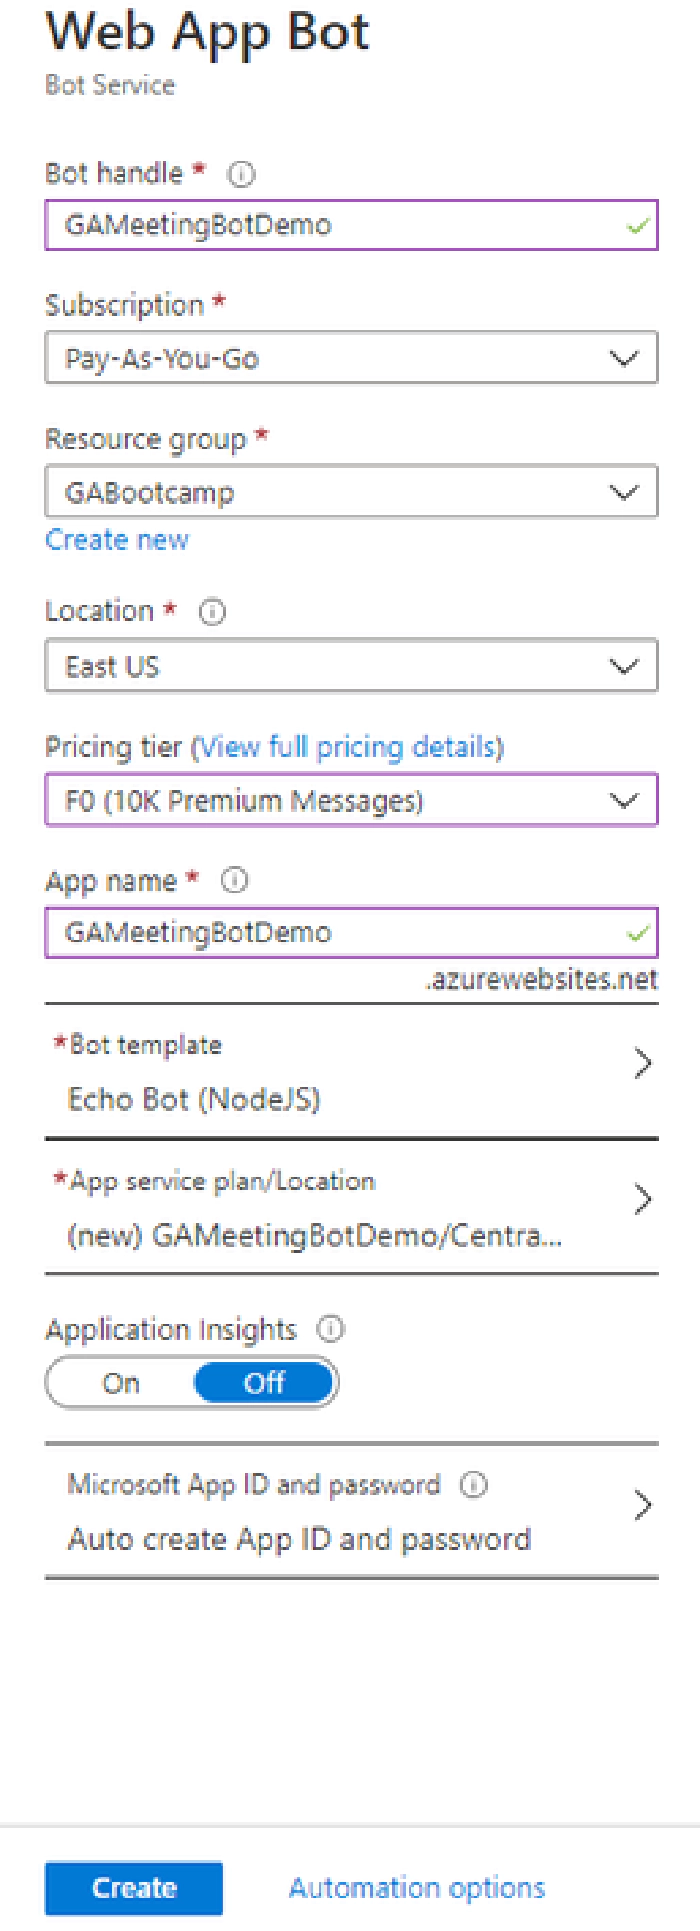 Web App Bot
Bot Service
Bot handle *
GAMeetingBotDemo
Subscription *
Pay-As-You-Go
Resource group *
GABootcamp
Create new
Location *
East US
Pricing tier (View full pricing details)
F0 (10K Premium Messages)
App name *
GAMeetingBotDemo
.azurewebsites.net
*Bot template
Echo Bot (NodeJS)
*App service plan/Location
(new) GAMeetingBotDemo/Centra...
Application Insights
On Off
Microsoft App ID and password
Auto create App ID and password
Create Automation options